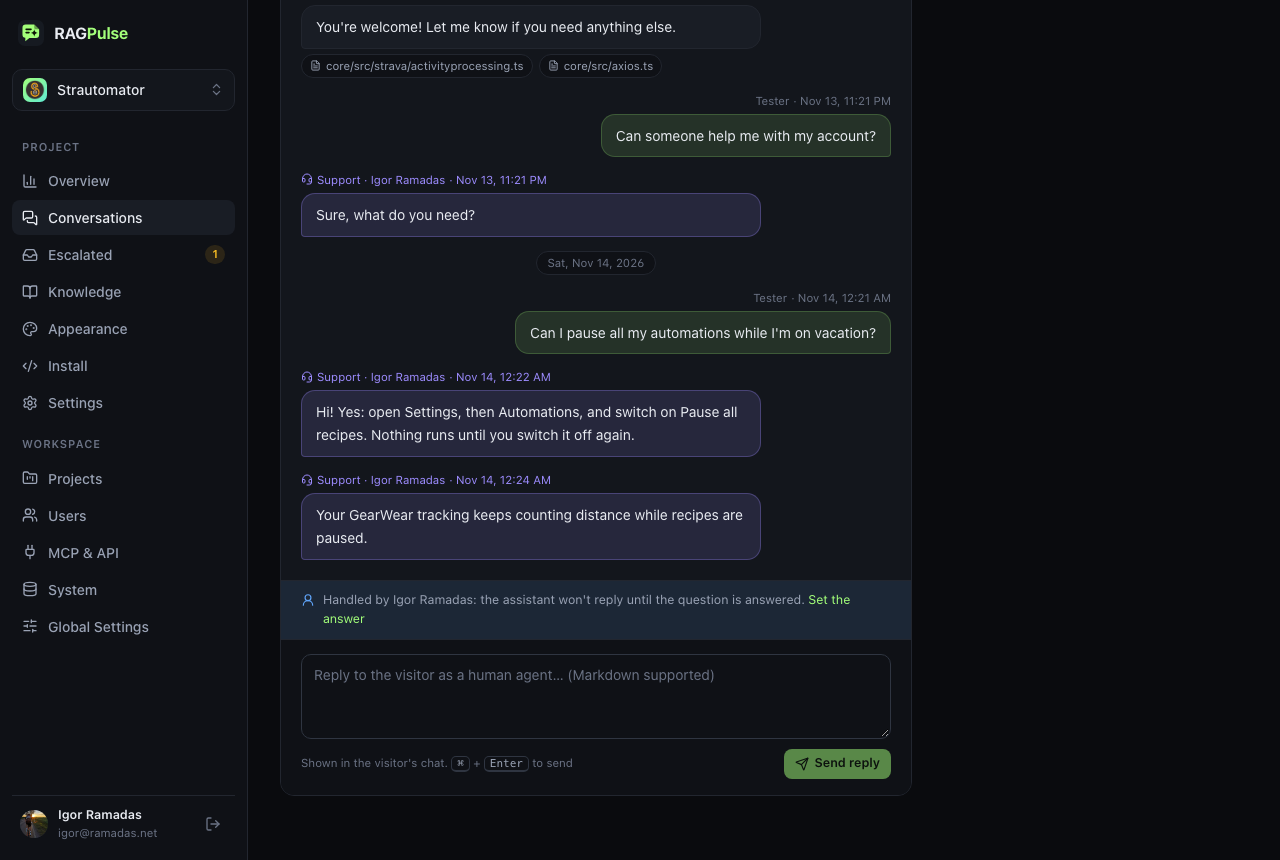 RAGPulse
Strautomator
PROJECT
Overview
Conversations
Escalated
1
Knowledge
Appearance
Install
Settings
WORKSPACE
Projects
Users
MCP & API
System
Global Settings
Igor Ramadas
igor@ramadas.net
You're welcome! Let me know if you need anything else.
core/src/strava/activityprocessing.ts
core/src/axios.ts
Tester · Nov 13, 11:21 PM
Can someone help me with my account?
Support · Igor Ramadas · Nov 13, 11:21 PM
Sure, what do you need?
Sat, Nov 14, 2026
Tester · Nov 14, 12:21 AM
Can I pause all my automations while I'm on vacation?
Support · Igor Ramadas · Nov 14, 12:22 AM
Hi! Yes: open Settings, then Automations, and switch on Pause all
recipes. Nothing runs until you switch it off again.
Support · Igor Ramadas · Nov 14, 12:24 AM
Your GearWear tracking keeps counting distance while recipes are
paused.
Handled by Igor Ramadas: the assistant won't reply until the question is answered. Set the
answer
Reply to the visitor as a human agent... (Markdown supported)
Shown in the visitor's chat. ⌘ + Enter to send
Send reply